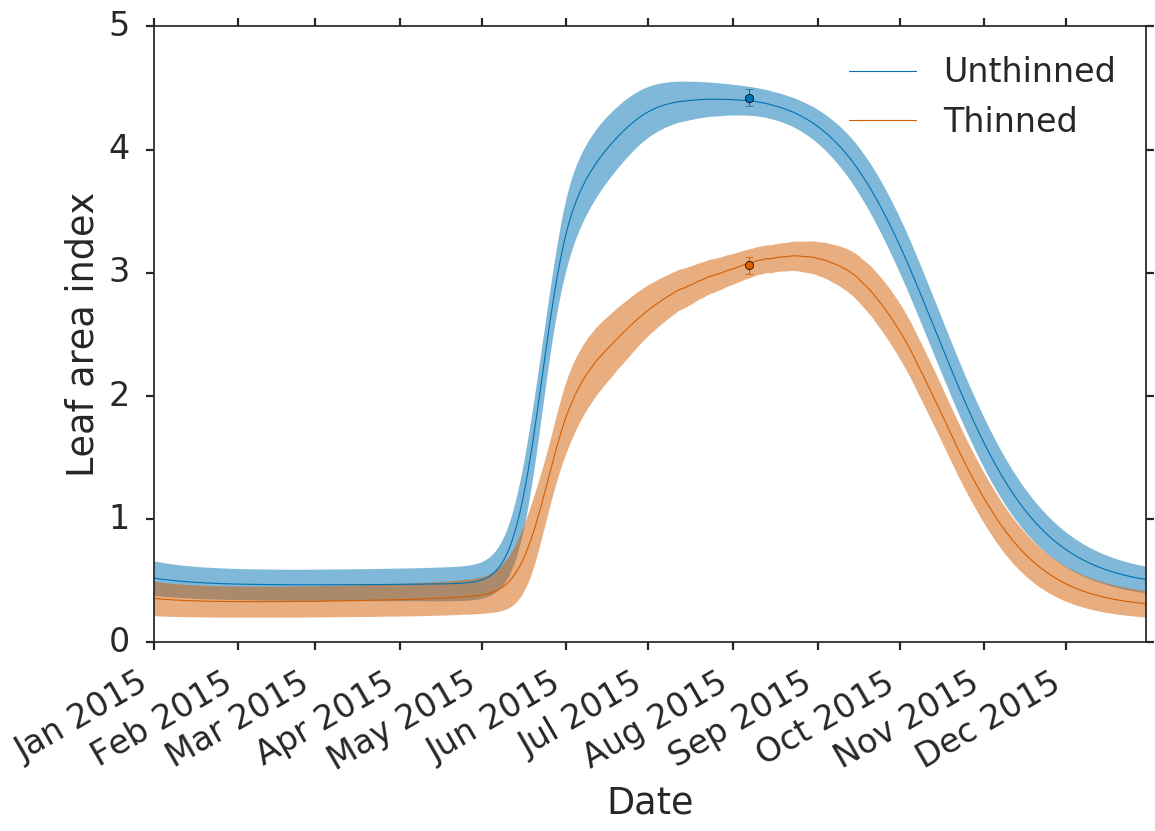 5
4
3
2
1
0
Leaf area index
Unthinned
Thinned
Jan 2015
Feb 2015
Mar 2015
Apr 2015
May 2015
Jun 2015
Jul 2015
Aug 2015
Sep 2015
Oct 2015
Nov 2015
Dec 2015
Date